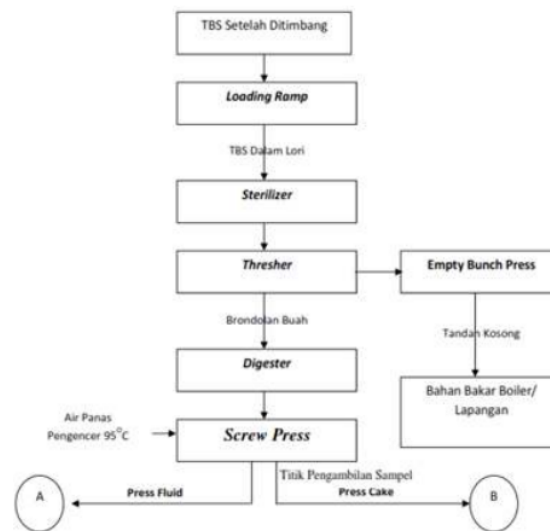 TBS Setelah Ditimbang
Loading Ramp
TBS Dalam Lori
Sterilizer
Thresher
Empty Bunch Press
Brondolan Buah
Tandan Kosong
Digester
Bahan Bakar Boiler/
Lapangan
Air Panas
Pengencer 95°C
Screw Press
Titik Pengambilan Sampel
A
Press Fluid
Press Cake
B